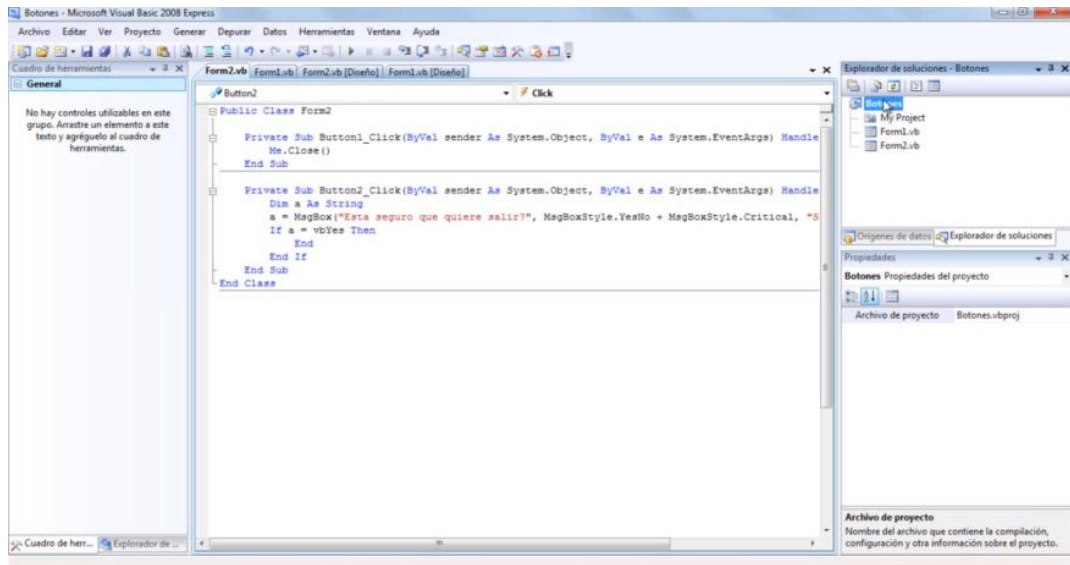 Botones - Microsoft Visual Basic 2008 Express
Archivo Editar Ver Proyecto Generar Depurar Datos Herramientas Ventana Ayuda
Cuadro de herramientas
General
No hay controles utilizables en este
grupo. Arrastre un elemento a este
texto y agréguelo al cuadro de
herramientas.
Cuadro de herr... Explorador de ...
Form2.vb Form1.vb Form2.vb [Diseño] Form1.vb [Diseño]
Button2 Click
Public Class Form2
Private Sub Button1_Click(ByVal sender As System.Object, ByVal e As System.EventArgs) Handle
Me.Close()
End Sub
Private Sub Button2_Click(ByVal sender As System.Object, ByVal e As System.EventArgs) Handle
Dim a As String
a = MsgBox("Esta seguro que quiere salir?", MsgBoxStyle.YesNo + MsgBoxStyle.Critical, "S
If a = vbYes Then
End
End If
End Sub
End Class
Explorador de soluciones - Botones
Botones
My Project
Form1.vb
Form2.vb
Orígenes de datos Explorador de soluciones
Propiedades
Botones Propiedades del proyecto
Archivo de proyecto Botones.vbproj
Archivo de proyecto
Nombre del archivo que contiene la compilación,
configuración y otra información sobre el proyecto.